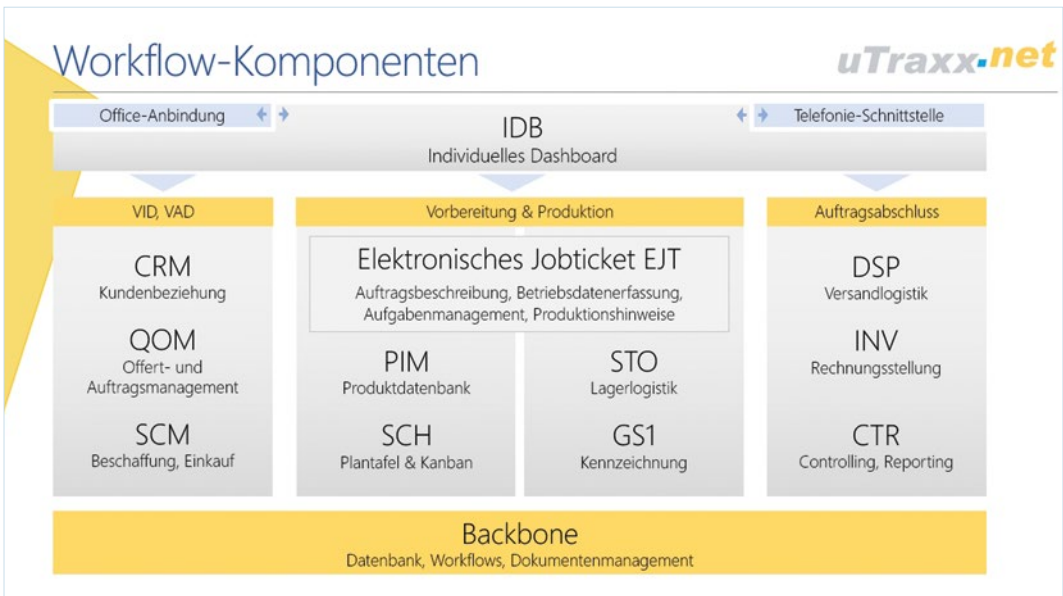 Workflow-Komponenten
uTraxx.net
Office-Anbindung
Telefonie-Schnittstelle
IDB
Individuelles Dashboard
VID, VAD
CRM
Kundenbeziehung
QOM
Offert- und
Auftragsmanagement
SCM
Beschaffung, Einkauf
Vorbereitung & Produktion
Elektronisches Jobticket EJT
Auftragsbeschreibung, Betriebsdatenerfassung,
Aufgabenmanagement, Produktionshinweise
PIM
Produktdatenbank
SCH
Plantafel & Kanban
STO
Lagerlogistik
GS1
Kennzeichnung
Auftragsabschluss
DSP
Versandlogistik
INV
Rechnungsstellung
CTR
Controlling, Reporting
Backbone
Datenbank, Workflows, Dokumentenmanagement